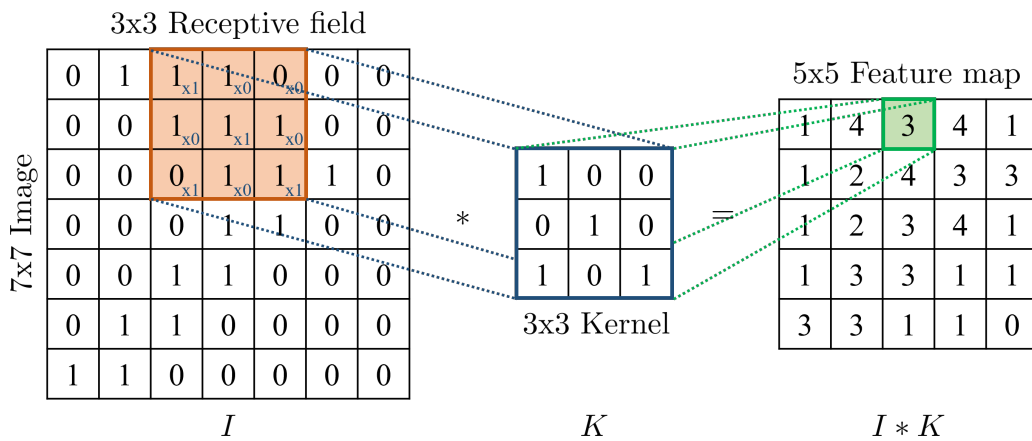 3x3 Receptive field
7x7 Image
0 1 1x1 1x0 0x0 0 0
0 0 1x0 1x1 1x0 0 0
0 0 0x1 1x0 1x1 1 0
0 0 0 1 1 0 0
0 0 1 1 0 0 0
0 1 1 0 0 0 0
1 1 0 0 0 0 0
I
*
1 0 0
0 1 0
1 0 1
3x3 Kernel
K
=
5x5 Feature map
1 4 3 4 1
1 2 4 3 3
1 2 3 4 1
1 3 3 1 1
3 3 1 1 0
I * K